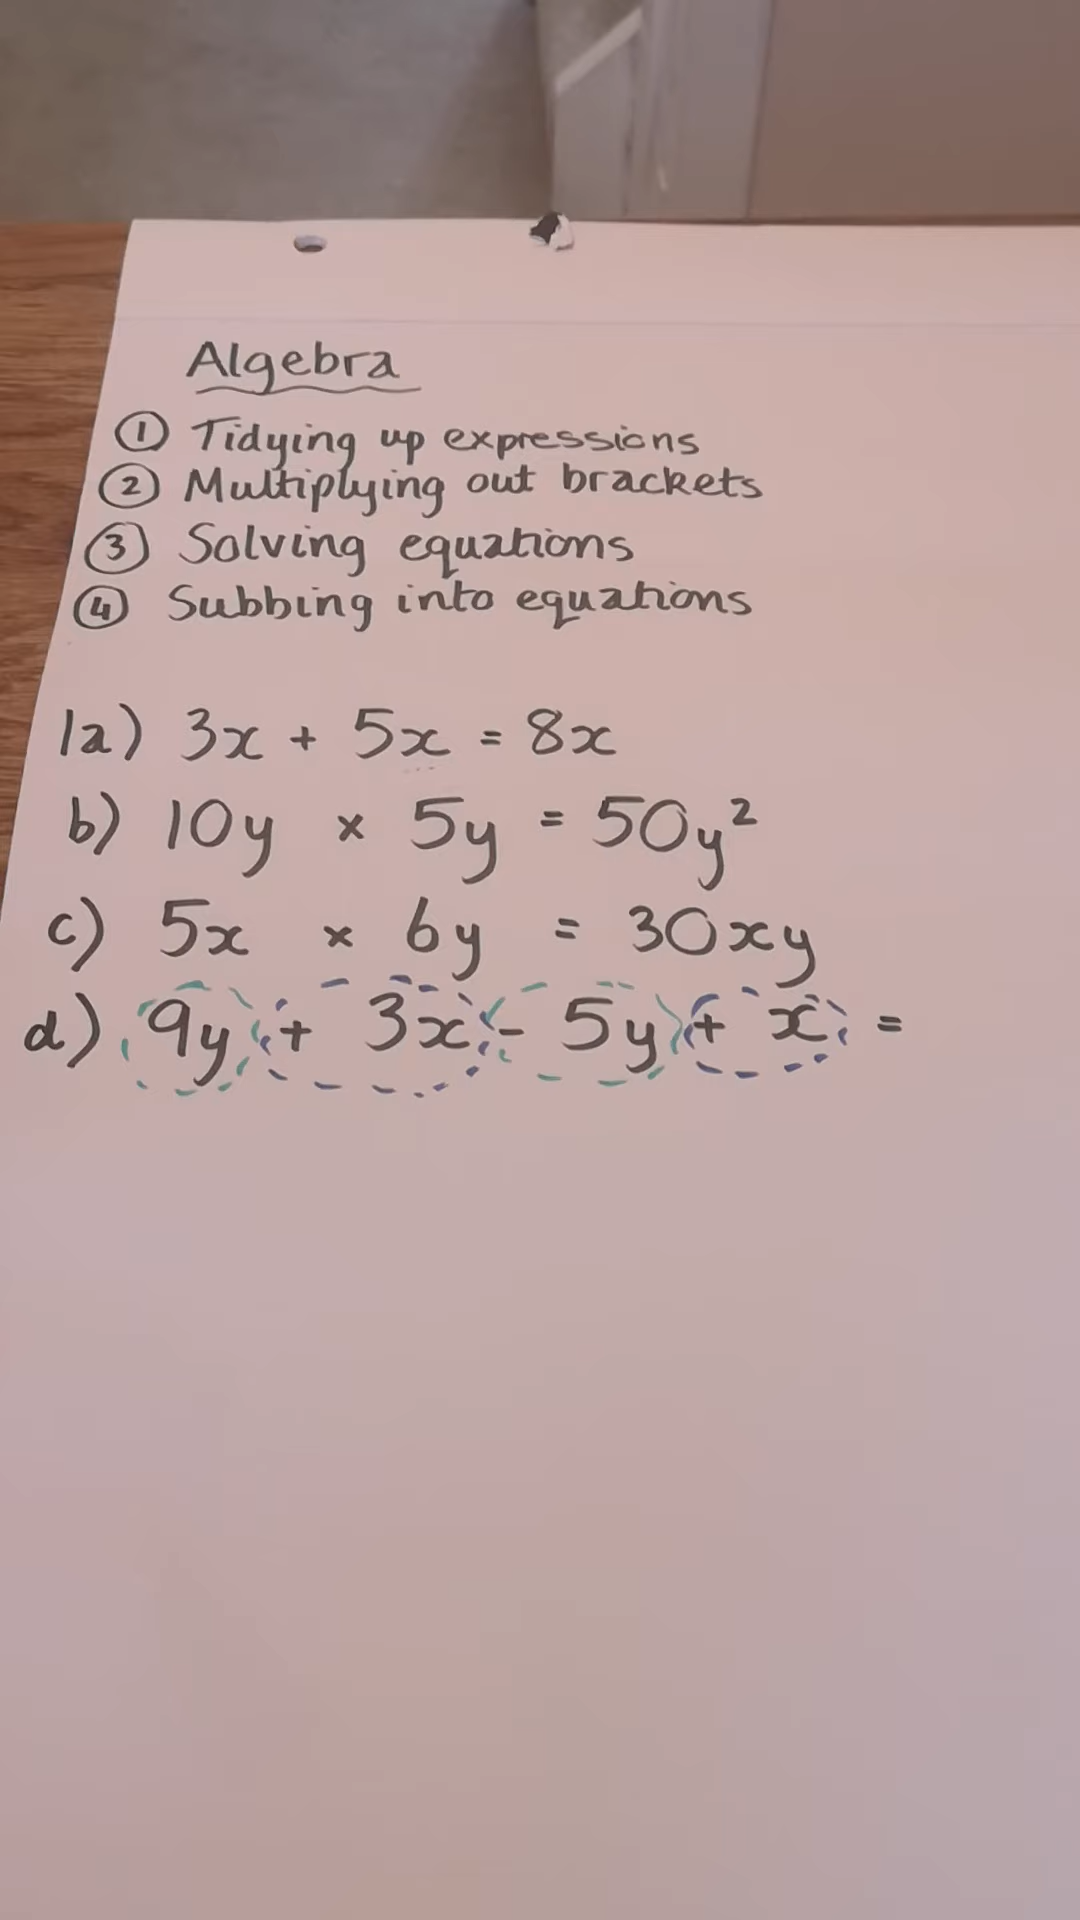 Algebra
① Tidying up expressions
② Multiplying out brackets
③ Solving equations
④ Subbing into equations
1a) 3x + 5x = 8x
b) 10y × 5y = 50y²
c) 5x × 6y = 30xy
d) 9y + 3x - 5y + x =